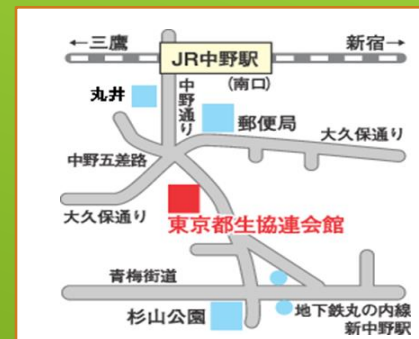 ←三鷹
新宿→
JR中野駅
(南口)
丸井
中野通り
郵便局
大久保通り
中野五差路
大久保通り
東京都生協連会館
青梅街道
杉山公園
地下鉄丸の内線
新中野駅